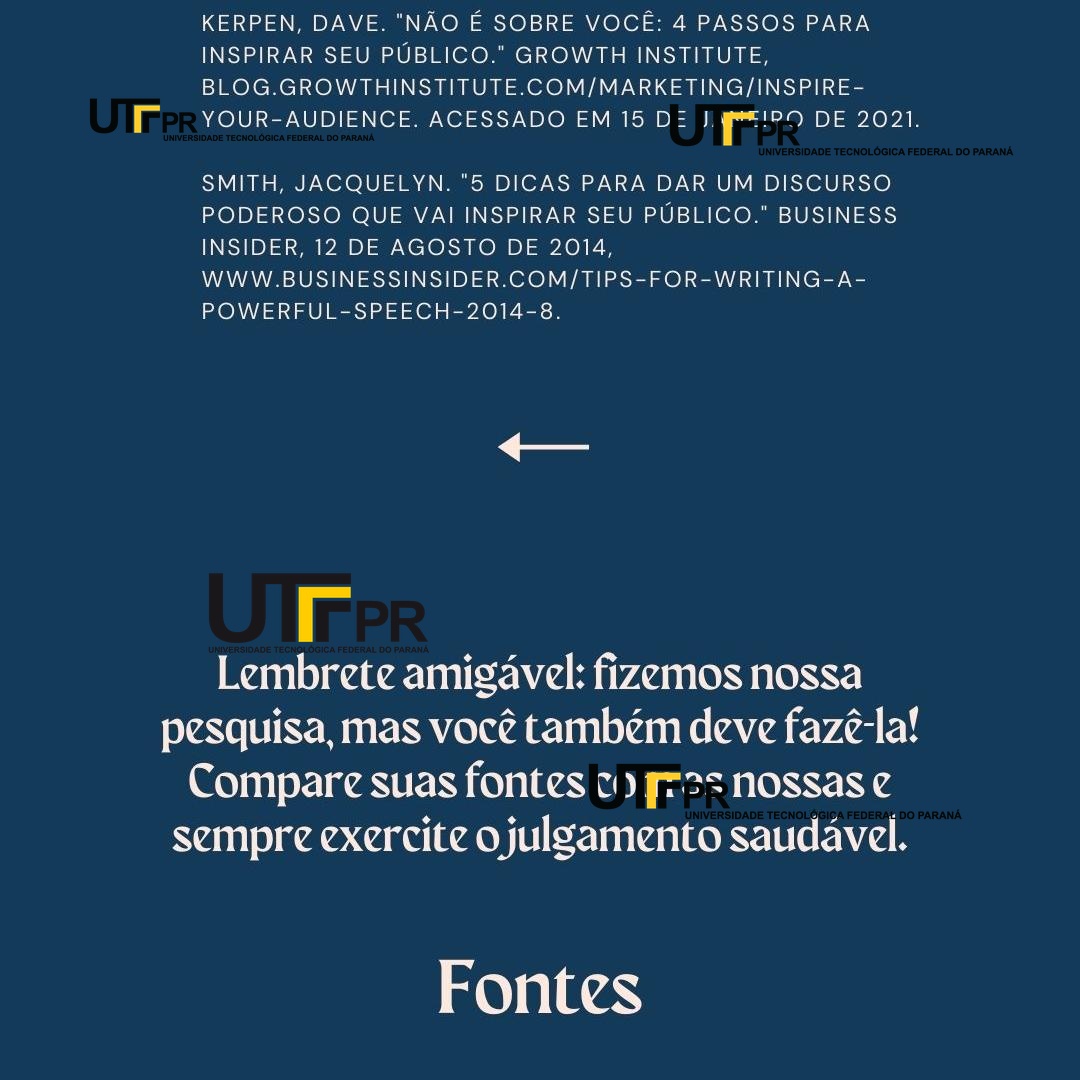 KERPEN, DAVE. "NÃO É SOBRE VOCÊ: 4 PASSOS PARA
INSPIRAR SEU PÚBLICO." GROWTH INSTITUTE,
BLOG.GROWTHINSTITUTE.COM/MARKETING/INSPIRE-
YOUR-AUDIENCE. ACESSADO EM 15 DE JANEIRO DE 2021.
UTFPR
UNIVERSIDADE TECNOLÓGICA FEDERAL DO PARANÁ
UTFPR
UNIVERSIDADE TECNOLÓGICA FEDERAL DO PARANÁ
SMITH, JACQUELYN. "5 DICAS PARA DAR UM DISCURSO
PODEROSO QUE VAI INSPIRAR SEU PÚBLICO." BUSINESS
INSIDER, 12 DE AGOSTO DE 2014,
WWW.BUSINESSINSIDER.COM/TIPS-FOR-WRITING-A-
POWERFUL-SPEECH-2014-8.
UTFPR
UNIVERSIDADE TECNOLÓGICA FEDERAL DO PARANÁ
Lembrete amigável: fizemos nossa
pesquisa, mas você também deve fazê-la!
Compare suas fontes com as nossas e
UTFPR
UNIVERSIDADE TECNOLÓGICA FEDERAL DO PARANÁ
sempre exercite o julgamento saudável.
Fontes